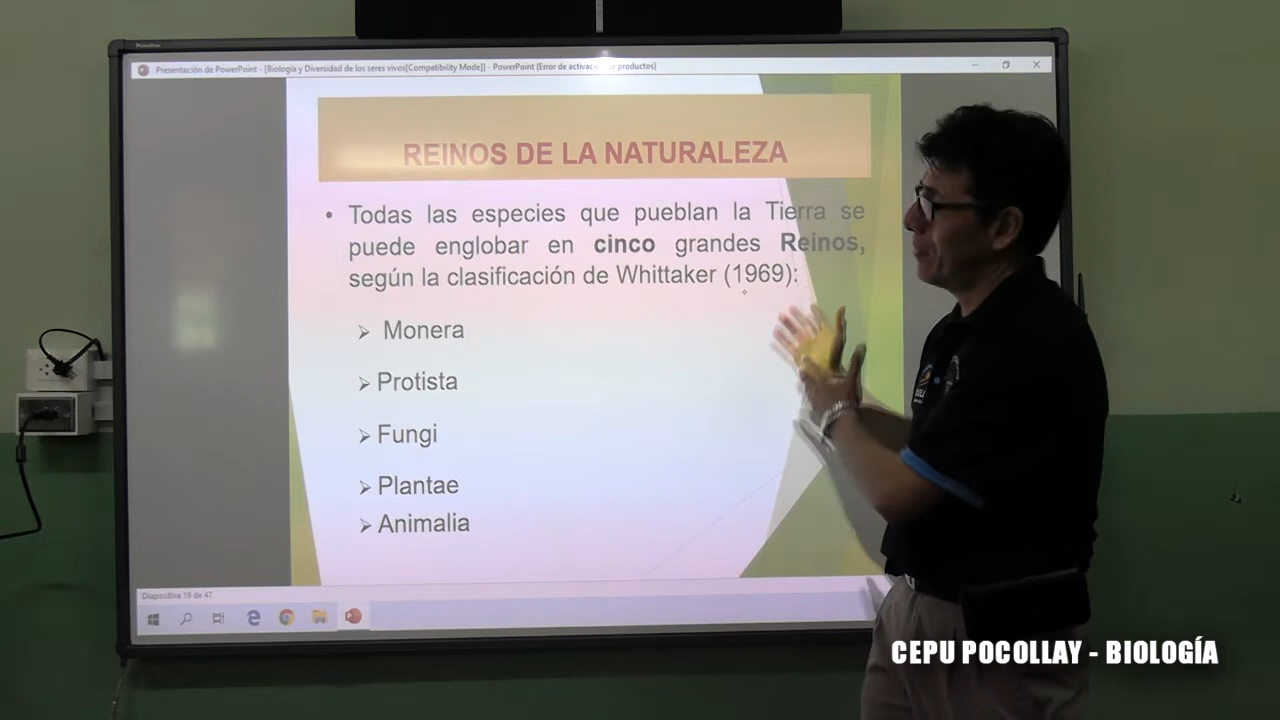 Presentación de PowerPoint - [Biología y Diversidad de los seres vivos[Compatibility Mode]] - PowerPoint (Error de activación de productos)
REINOS DE LA NATURALEZA
• Todas las especies que pueblan la Tierra se
puede englobar en cinco grandes Reinos,
según la clasificación de Whittaker (1969):
Monera
Protista
Fungi
Plantae
Animalia
Diapositiva 19 de 47
CEPU POCOLLAY - BIOLOGÍA